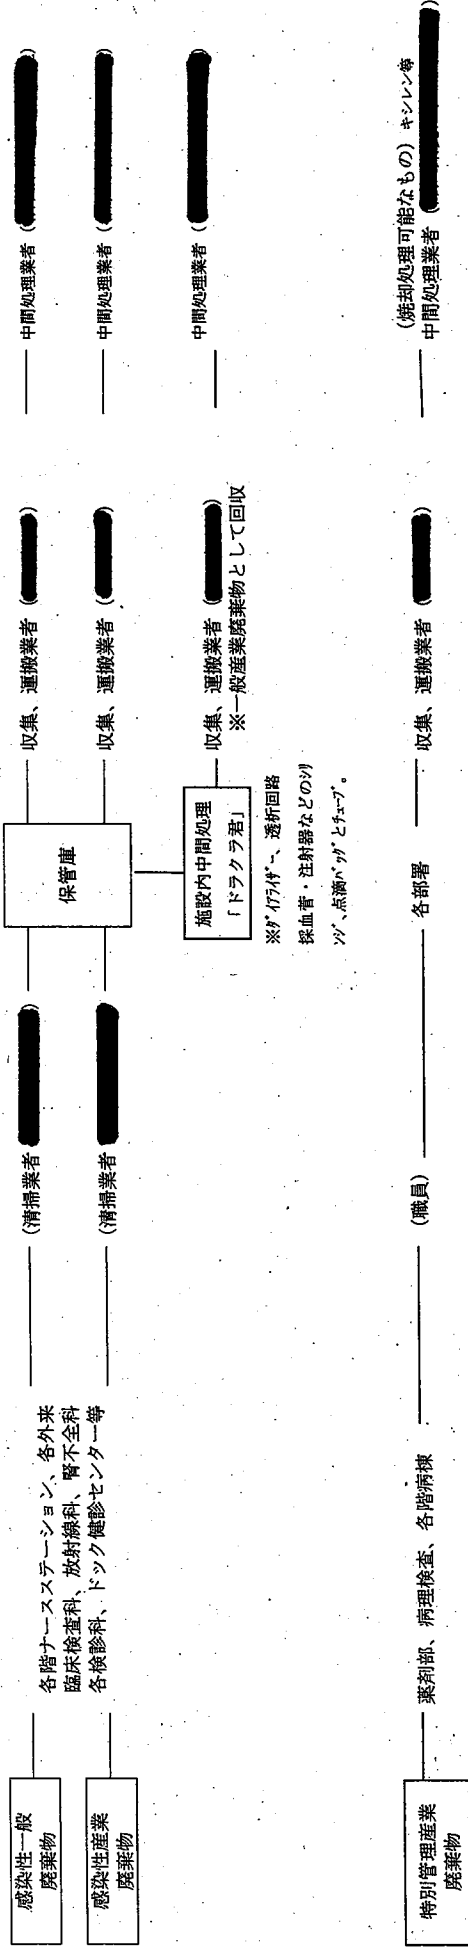 感染性一般
廃棄物
感染性産業
廃棄物
各階ナースステーション、各外来
臨床検査科、放射線科、腎不全科
各検診科、ドック健診センター等
(清掃業者
(清掃業者
保管庫
収集、運搬業者 ( )
収集、運搬業者 ( )
中間処理業者 ( )
中間処理業者 ( )
施設内中間処理
「ドラクラ君」
収集、運搬業者 ( )
※一般産業廃棄物として回収
中間処理業者 ( )
※ダイアライザー、透析回路
採血管・注射器などのシリ
ンジ、点滴バッグとチューブ。
特別管理産業
廃棄物
薬剤部、病理検査、各階病棟
(職員)
各部署
収集、運搬業者 ( )
(焼却処理可能なもの) キシレン等
中間処理業者 ( )